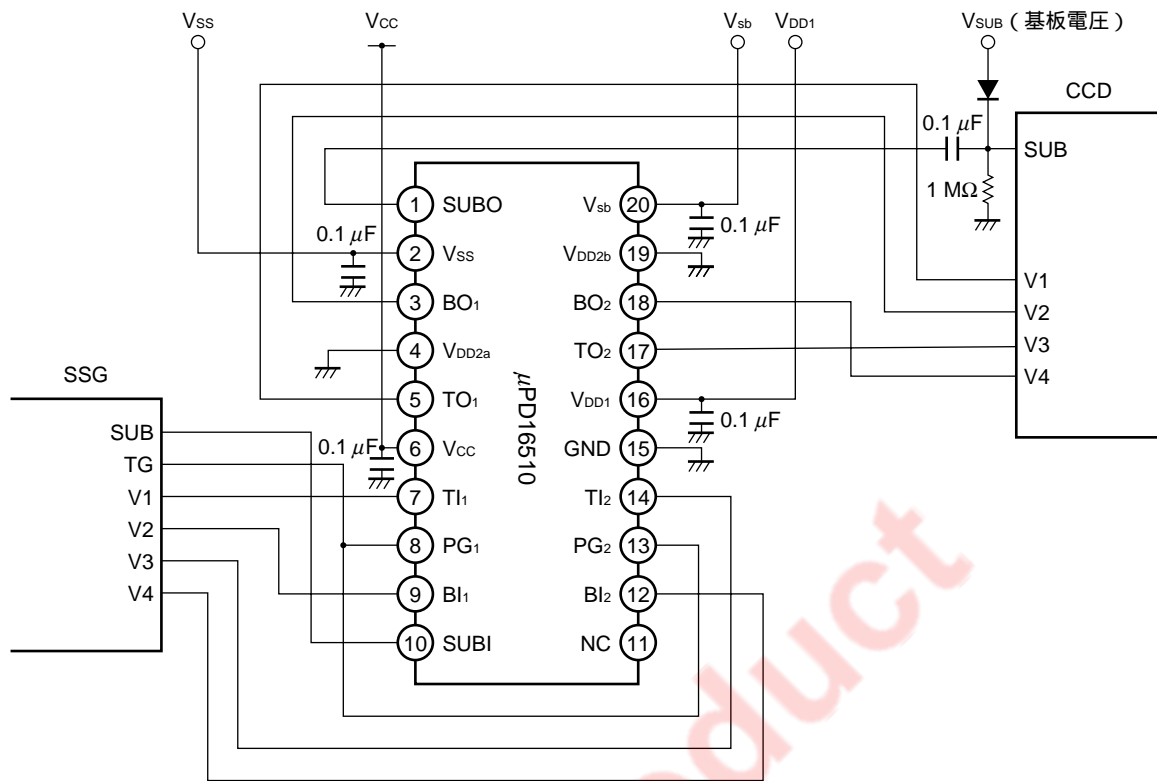 VSS
VCC
Vsb
VDD1
VSUB（基板電圧）
CCD
0.1 μF
SUB
1 MΩ
1 SUBO
Vsb 20
0.1 μF
0.1 μF
2 VSS
VDD2b 19
V1
3 BO1
BO2 18
V2
4 VDD2a
TO2 17
V3
V4
SSG
μPD16510
5 TO1
VDD1 16
0.1 μF
SUB
0.1 μF
6 VCC
GND 15
TG
V1
7 TI1
TI2 14
V2
8 PG1
PG2 13
V3
V4
9 BI1
BI2 12
10 SUBI
NC 11